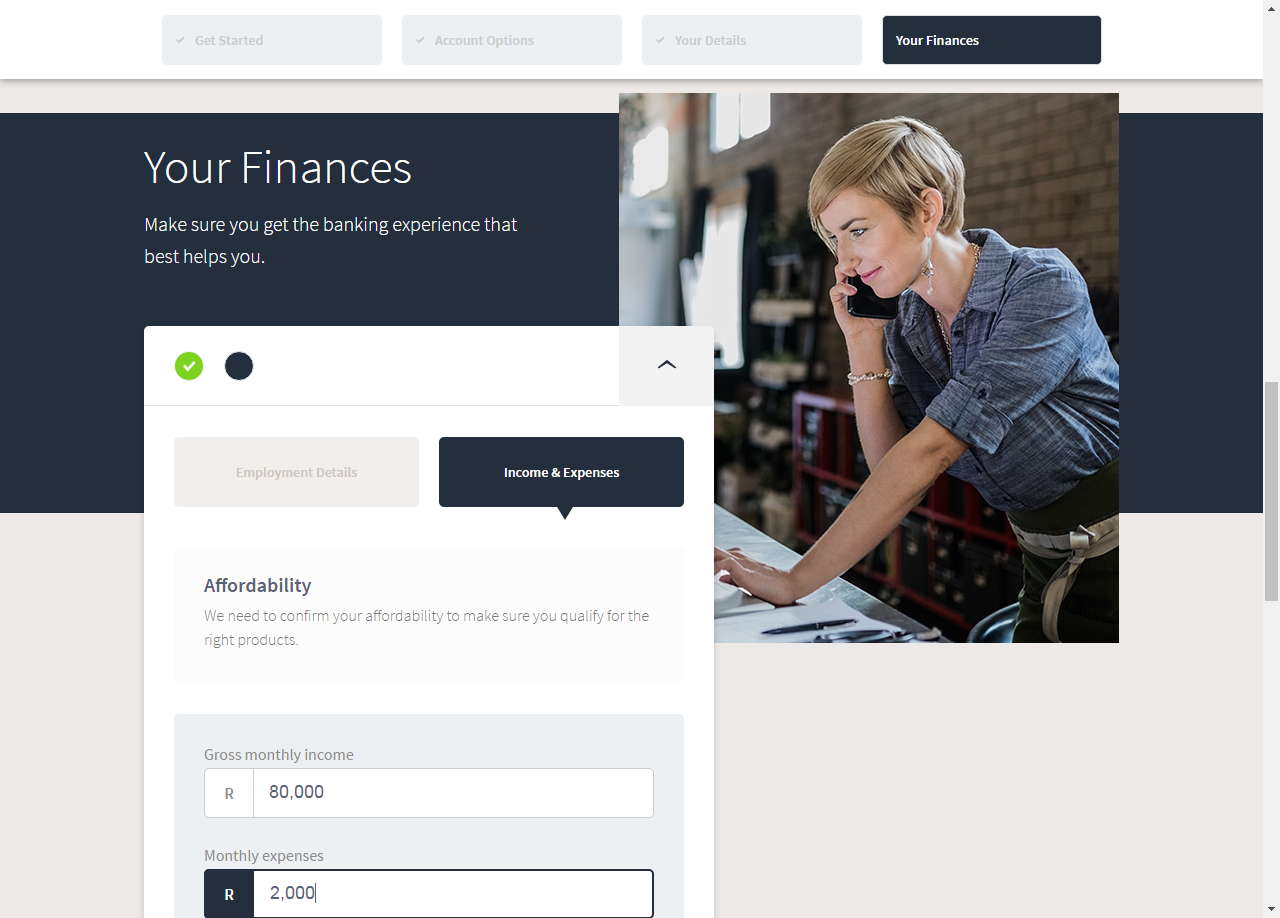 Get Started
Account Options
Your Details
Your Finances
Your Finances
Make sure you get the banking experience that
best helps you.
Employment Details
Income & Expenses
Affordability
We need to confirm your affordability to make sure you qualify for the
right products.
Gross monthly income
R 80,000
Monthly expenses
R 2,000